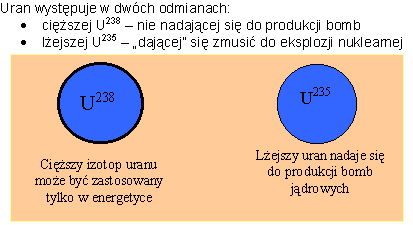 Uran występuje w dwóch odmianach:
• cięższej U²³⁸ – nie nadającej się do produkcji bomb
• lżejszej U²³⁵ – „dającej” się zmusić do eksplozji nuklearnej
U²³⁸
U²³⁵
Cięższy izotop uranu
może być zastosowany
tylko w energetyce
Lżejszy uran nadaje się
do produkcji bomb
jądrowych